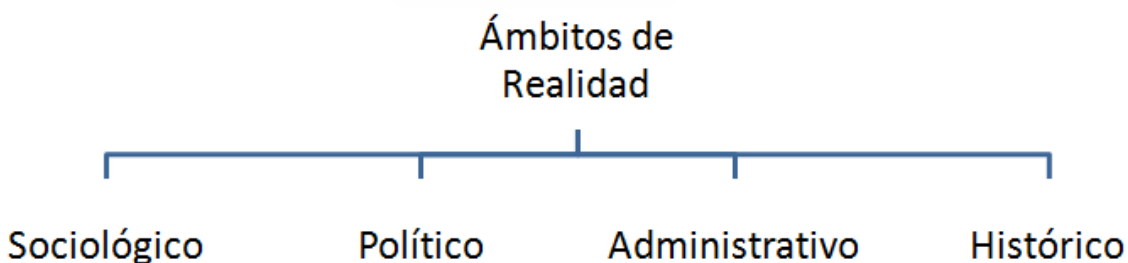 Ámbitos de
Realidad
Sociológico Político Administrativo Histórico